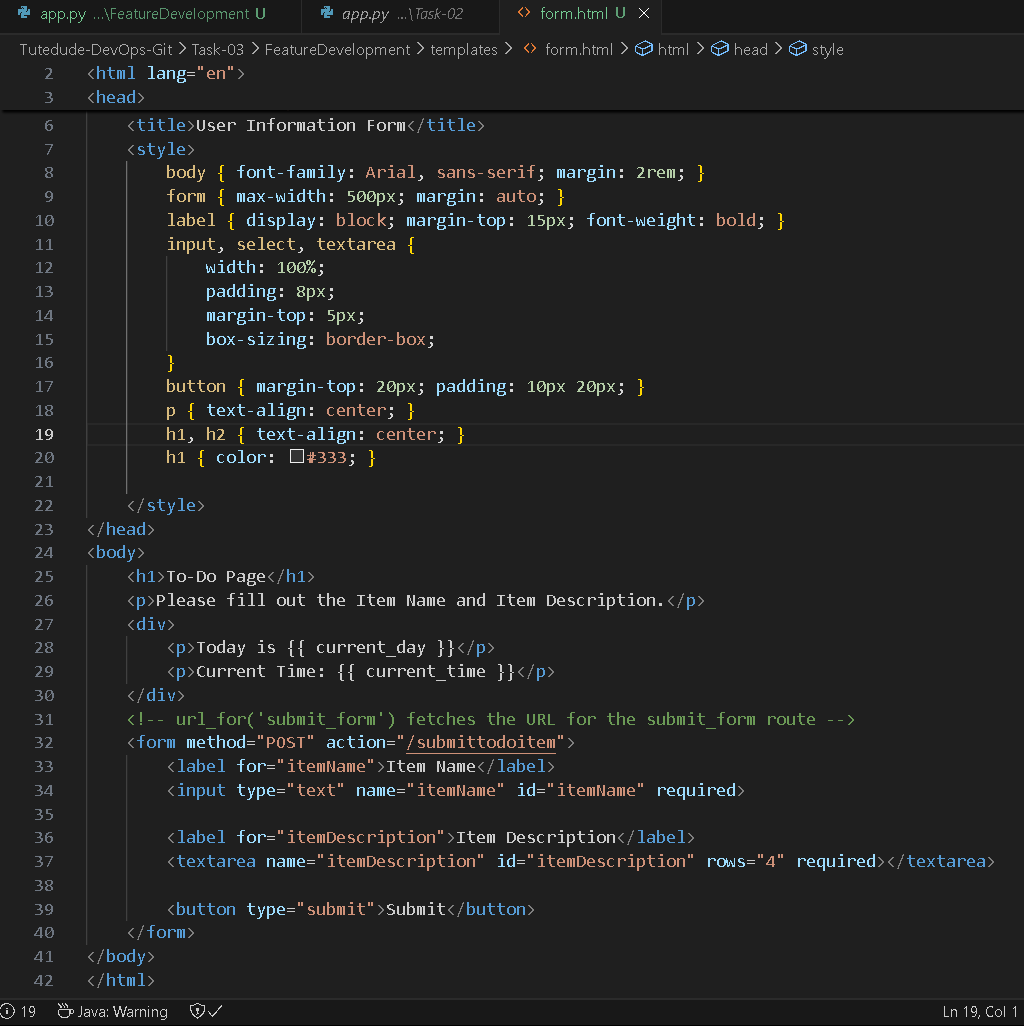 app.py ...\FeatureDevelopment U app.py ...\Task-02 form.html U
Tutedude-DevOps-Git > Task-03 > FeatureDevelopment > templates > form.html > html > head > style
2 <html lang="en">
3 <head>
6 <title>User Information Form</title>
7 <style>
8 body { font-family: Arial, sans-serif; margin: 2rem; }
9 form { max-width: 500px; margin: auto; }
10 label { display: block; margin-top: 15px; font-weight: bold; }
11 input, select, textarea {
12 width: 100%;
13 padding: 8px;
14 margin-top: 5px;
15 box-sizing: border-box;
16 }
17 button { margin-top: 20px; padding: 10px 20px; }
18 p { text-align: center; }
19 h1, h2 { text-align: center; }
20 h1 { color: #333; }
21
22 </style>
23 </head>
24 <body>
25 <h1>To-Do Page</h1>
26 <p>Please fill out the Item Name and Item Description.</p>
27 <div>
28 <p>Today is {{ current_day }}</p>
29 <p>Current Time: {{ current_time }}</p>
30 </div>
31 <!-- url_for('submit_form') fetches the URL for the submit_form route -->
32 <form method="POST" action="/submittodoitem">
33 <label for="itemName">Item Name</label>
34 <input type="text" name="itemName" id="itemName" required>
35
36 <label for="itemDescription">Item Description</label>
37 <textarea name="itemDescription" id="itemDescription" rows="4" required></textarea>
38
39 <button type="submit">Submit</button>
40 </form>
41 </body>
42 </html>
19 Java: Warning Ln 19, Col 1